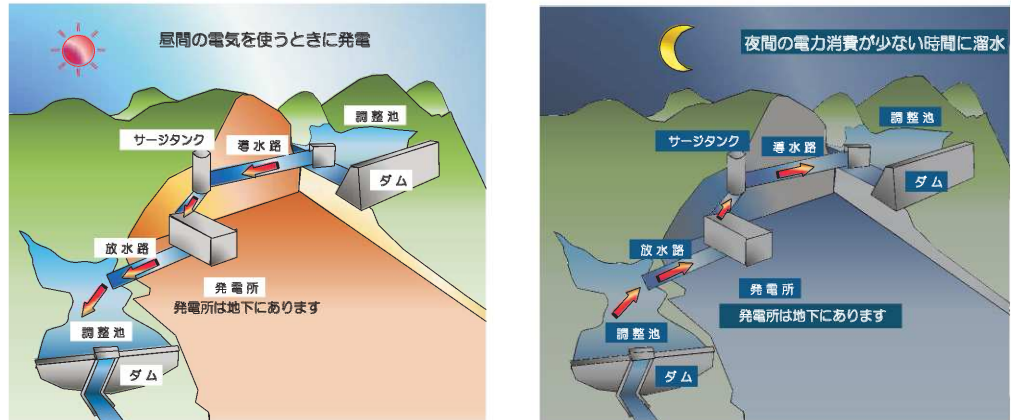 昼間の電気を使うときに発電
調整池
サージタンク
導水路
ダム
放水路
発電所
発電所は地下にあります
調整池
ダム
夜間の電力消費が少ない時間に溜水
調整池
サージタンク
導水路
ダム
放水路
発電所
発電所は地下にあります
調整池
ダム